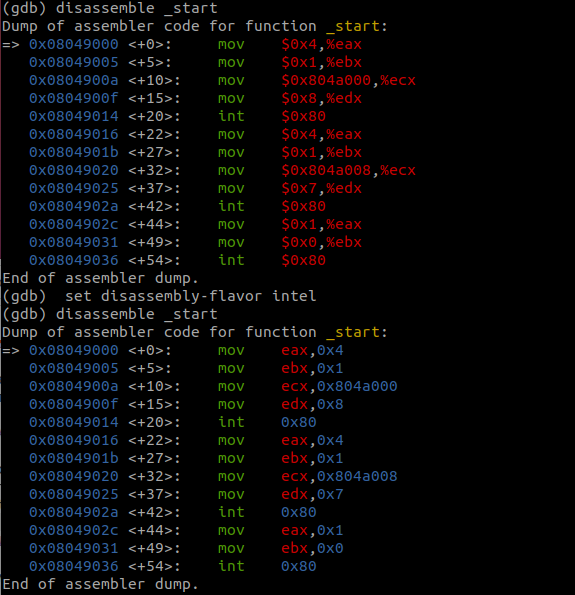 (gdb) disassemble _start
Dump of assembler code for function _start:
=> 0x08049000 <+0>:     mov    $0x4,%eax
   0x08049005 <+5>:     mov    $0x1,%ebx
   0x0804900a <+10>:    mov    $0x804a000,%ecx
   0x0804900f <+15>:    mov    $0x8,%edx
   0x08049014 <+20>:    int    $0x80
   0x08049016 <+22>:    mov    $0x4,%eax
   0x0804901b <+27>:    mov    $0x1,%ebx
   0x08049020 <+32>:    mov    $0x804a008,%ecx
   0x08049025 <+37>:    mov    $0x7,%edx
   0x0804902a <+42>:    int    $0x80
   0x0804902c <+44>:    mov    $0x1,%eax
   0x08049031 <+49>:    mov    $0x0,%ebx
   0x08049036 <+54>:    int    $0x80
End of assembler dump.
(gdb)  set disassembly-flavor intel
(gdb) disassemble _start
Dump of assembler code for function _start:
=> 0x08049000 <+0>:     mov    eax,0x4
   0x08049005 <+5>:     mov    ebx,0x1
   0x0804900a <+10>:    mov    ecx,0x804a000
   0x0804900f <+15>:    mov    edx,0x8
   0x08049014 <+20>:    int    0x80
   0x08049016 <+22>:    mov    eax,0x4
   0x0804901b <+27>:    mov    ebx,0x1
   0x08049020 <+32>:    mov    ecx,0x804a008
   0x08049025 <+37>:    mov    edx,0x7
   0x0804902a <+42>:    int    0x80
   0x0804902c <+44>:    mov    eax,0x1
   0x08049031 <+49>:    mov    ebx,0x0
   0x08049036 <+54>:    int    0x80
End of assembler dump.